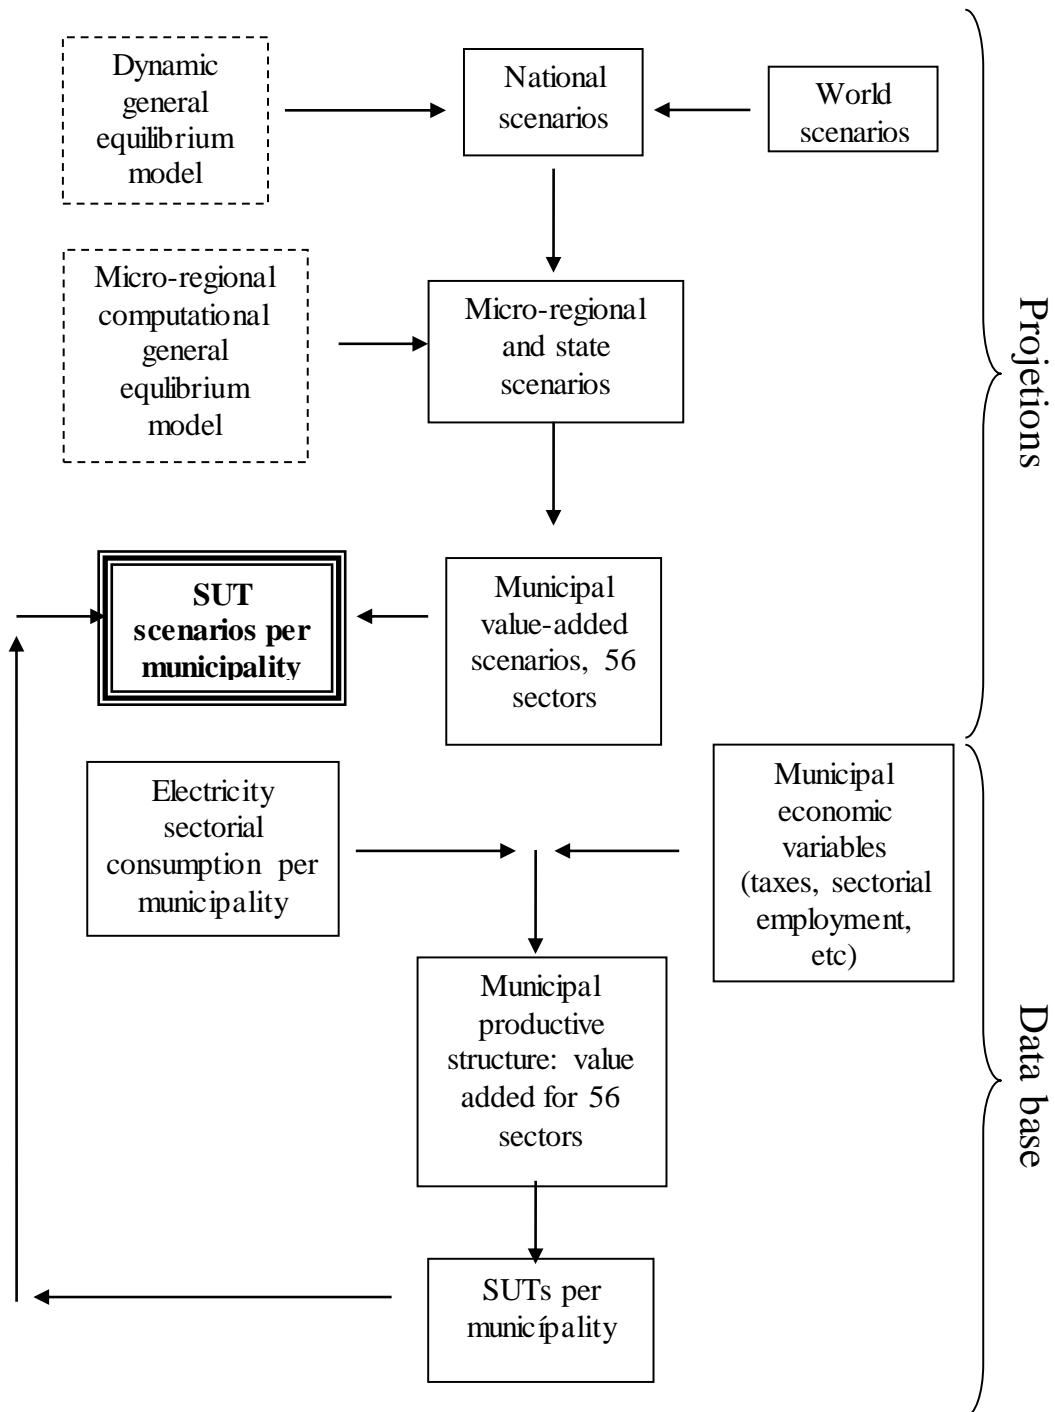 Dynamic
general
equilibrium
model
National
scenarios
World
scenarios
Micro-regional
computational
general
equlibrium
model
Micro-regional
and state
scenarios
Projetions
SUT
scenarios per
municipality
Municipal
value-added
scenarios, 56
sectors
Electricity
sectorial
consumption per
municipality
Municipal
economic
variables
(taxes, sectorial
employment,
etc)
Municipal
productive
structure: value
added for 56
sectors
Data base
SUTs per
municípality